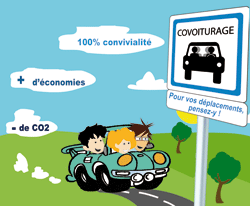 100% convivialité
COVOITURAGE
+ d'économies
Pour vos déplacements,
pensez-y !
- de CO2